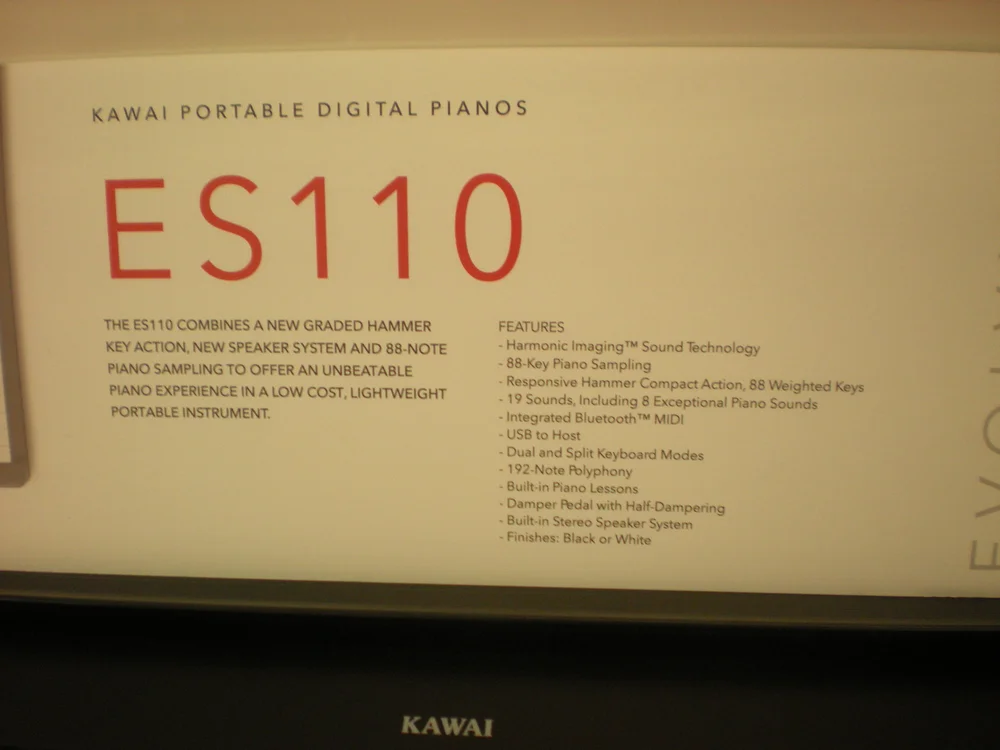 KAWAI PORTABLE DIGITAL PIANOS
ES110
THE ES110 COMBINES A NEW GRADED HAMMER
KEY ACTION, NEW SPEAKER SYSTEM AND 88-NOTE
PIANO SAMPLING TO OFFER AN UNBEATABLE
PIANO EXPERIENCE IN A LOW COST, LIGHTWEIGHT
PORTABLE INSTRUMENT.
FEATURES
- Harmonic Imaging™ Sound Technology
- 88-Key Piano Sampling
- Responsive Hammer Compact Action, 88 Weighted Keys
- 19 Sounds, Including 8 Exceptional Piano Sounds
- Integrated Bluetooth™ MIDI
- USB to Host
- Dual and Split Keyboard Modes
- 192-Note Polyphony
- Built-in Piano Lessons
- Damper Pedal with Half-Dampering
- Built-in Stereo Speaker System
- Finishes: Black or White
KAWAI